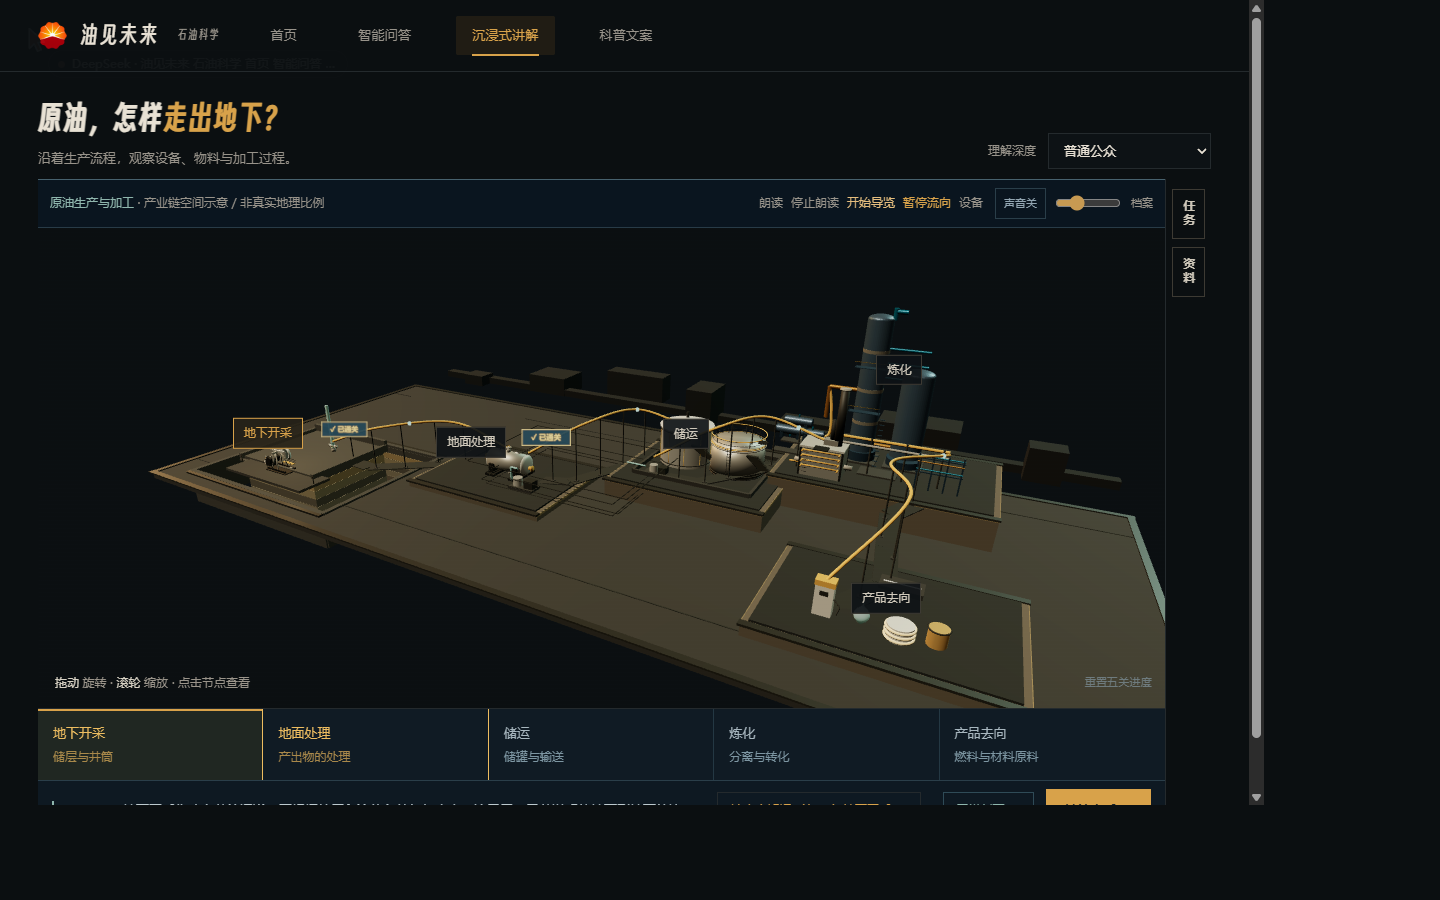 油见未来 石油科学 首页 智能问答 沉浸式讲解 科普文案
原油，怎样走出地下？
沿着生产流程，观察设备、物料与加工过程。
理解深度 普通公众
原油生产与加工 · 产业链空间示意 / 非真实地理比例
朗读 停止朗读 开始导览 暂停流向 设备 声音关 档案
任务
资料
炼化
地下开采
✓ 已通关
地面处理
✓ 已通关
储运
产品去向
拖动 旋转 · 滚轮 缩放 · 点击节点查看
重置五关进度
地下开采 地面处理 储运 炼化 产品去向
储层与井筒 产出物的处理 储罐与输送 分离与转化 燃料与材料原料